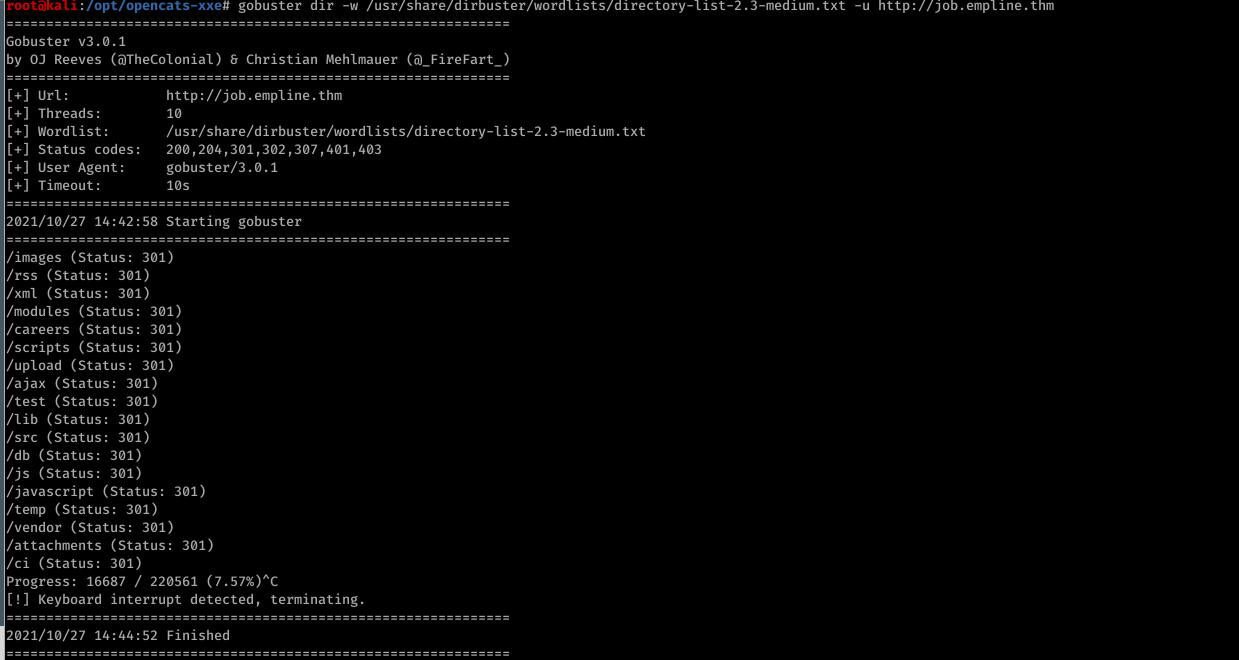 root@kali:/opt/opencats-xxe# gobuster dir -w /usr/share/dirbuster/wordlists/directory-list-2.3-medium.txt -u http://job.empline.thm
===============================================================
Gobuster v3.0.1
by OJ Reeves (@TheColonial) & Christian Mehlmauer (@_FireFart_)
===============================================================
[+] Url:            http://job.empline.thm
[+] Threads:        10
[+] Wordlist:       /usr/share/dirbuster/wordlists/directory-list-2.3-medium.txt
[+] Status codes:   200,204,301,302,307,401,403
[+] User Agent:     gobuster/3.0.1
[+] Timeout:        10s
===============================================================
2021/10/27 14:42:58 Starting gobuster
===============================================================
/images (Status: 301)
/rss (Status: 301)
/xml (Status: 301)
/modules (Status: 301)
/careers (Status: 301)
/scripts (Status: 301)
/upload (Status: 301)
/ajax (Status: 301)
/test (Status: 301)
/lib (Status: 301)
/src (Status: 301)
/db (Status: 301)
/js (Status: 301)
/javascript (Status: 301)
/temp (Status: 301)
/vendor (Status: 301)
/attachments (Status: 301)
/ci (Status: 301)
Progress: 16687 / 220561 (7.57%)^C
[!] Keyboard interrupt detected, terminating.
===============================================================
2021/10/27 14:44:52 Finished
===============================================================